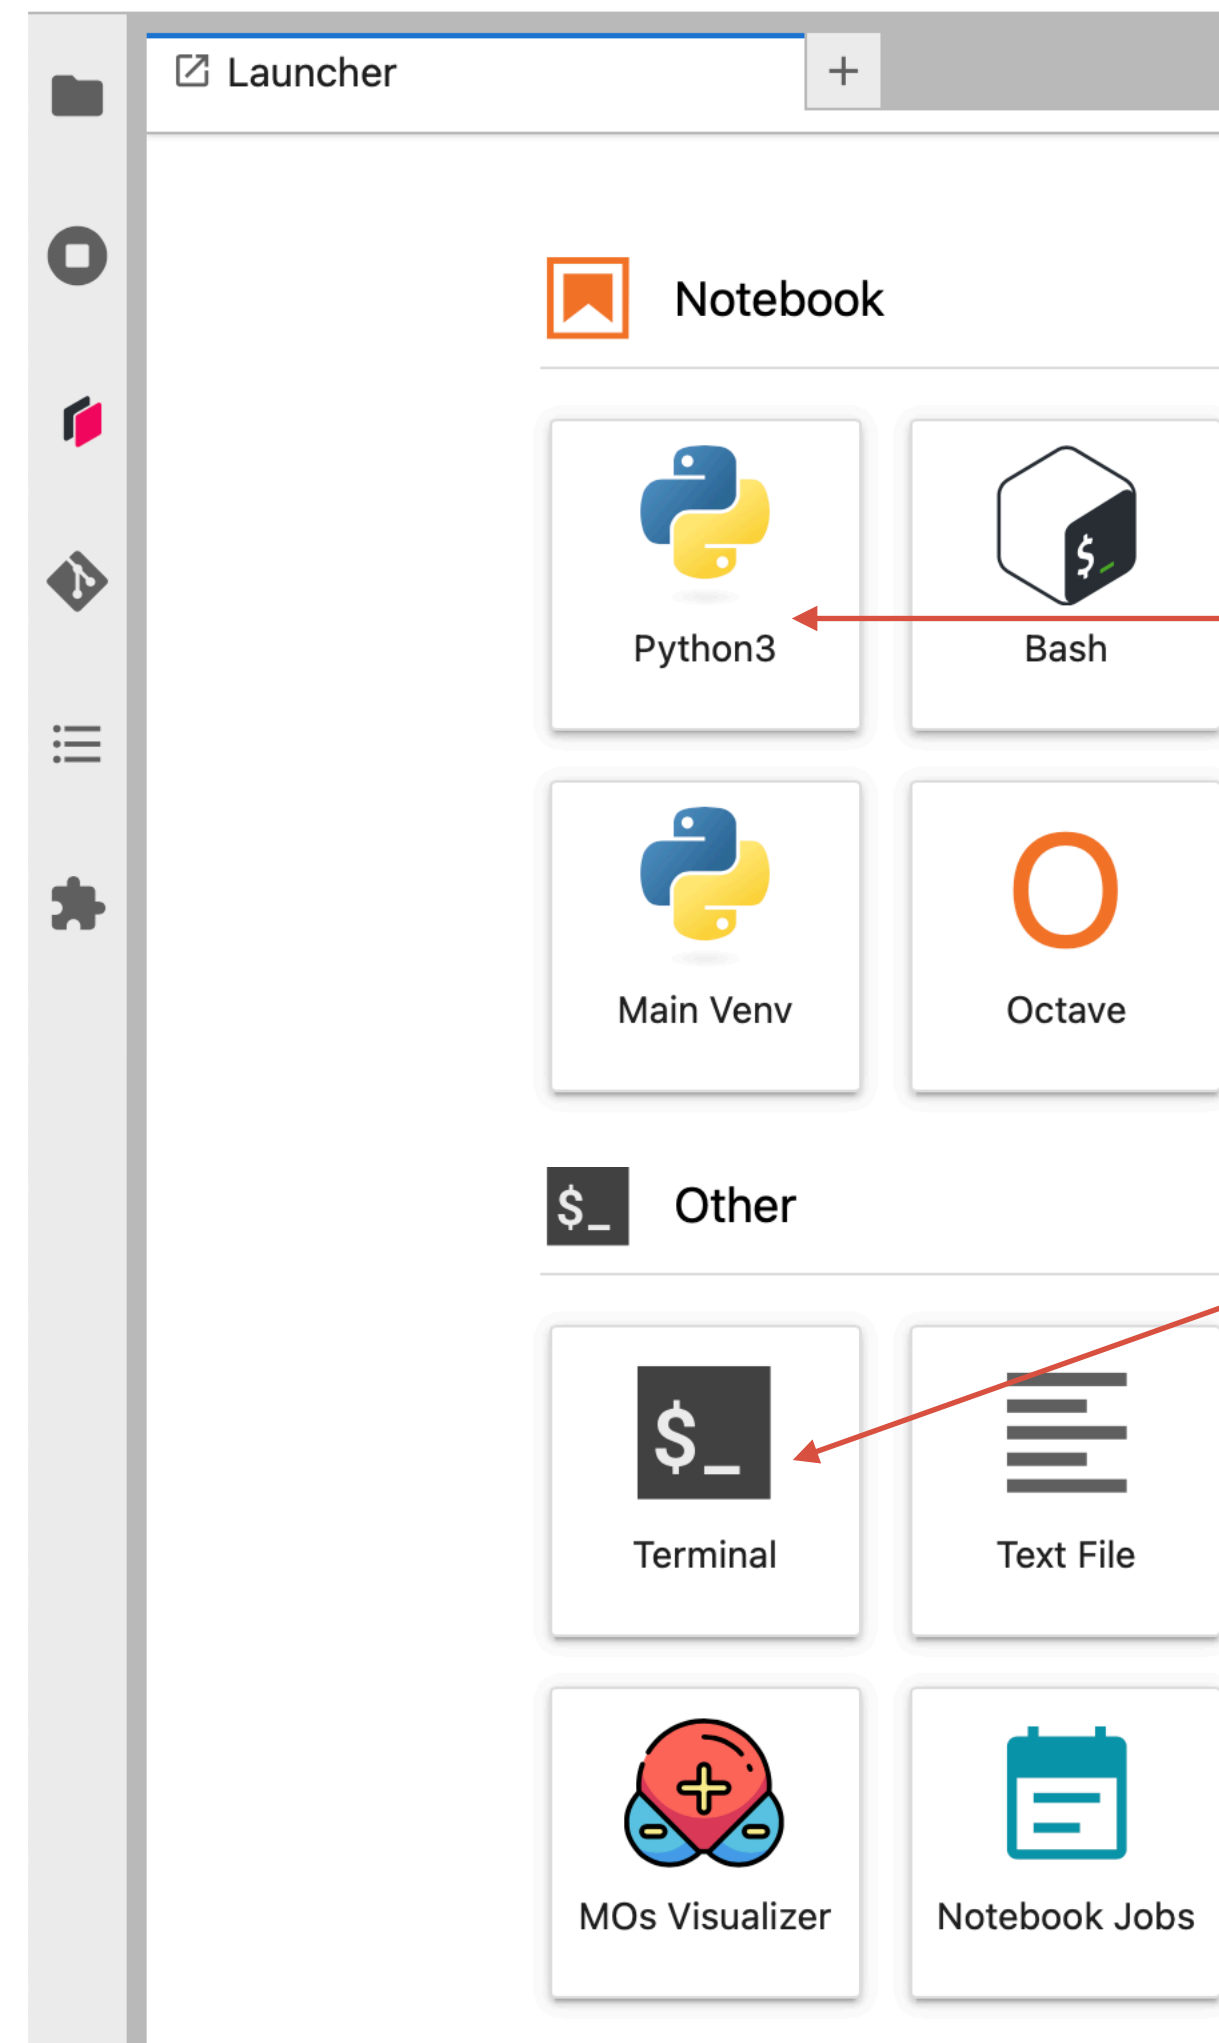 Launcher
Notebook
Python3
Bash
$_
Main Venv
Octave
O
$_
Other
$_
Terminal
Text File
MOs Visualizer
Notebook Jobs